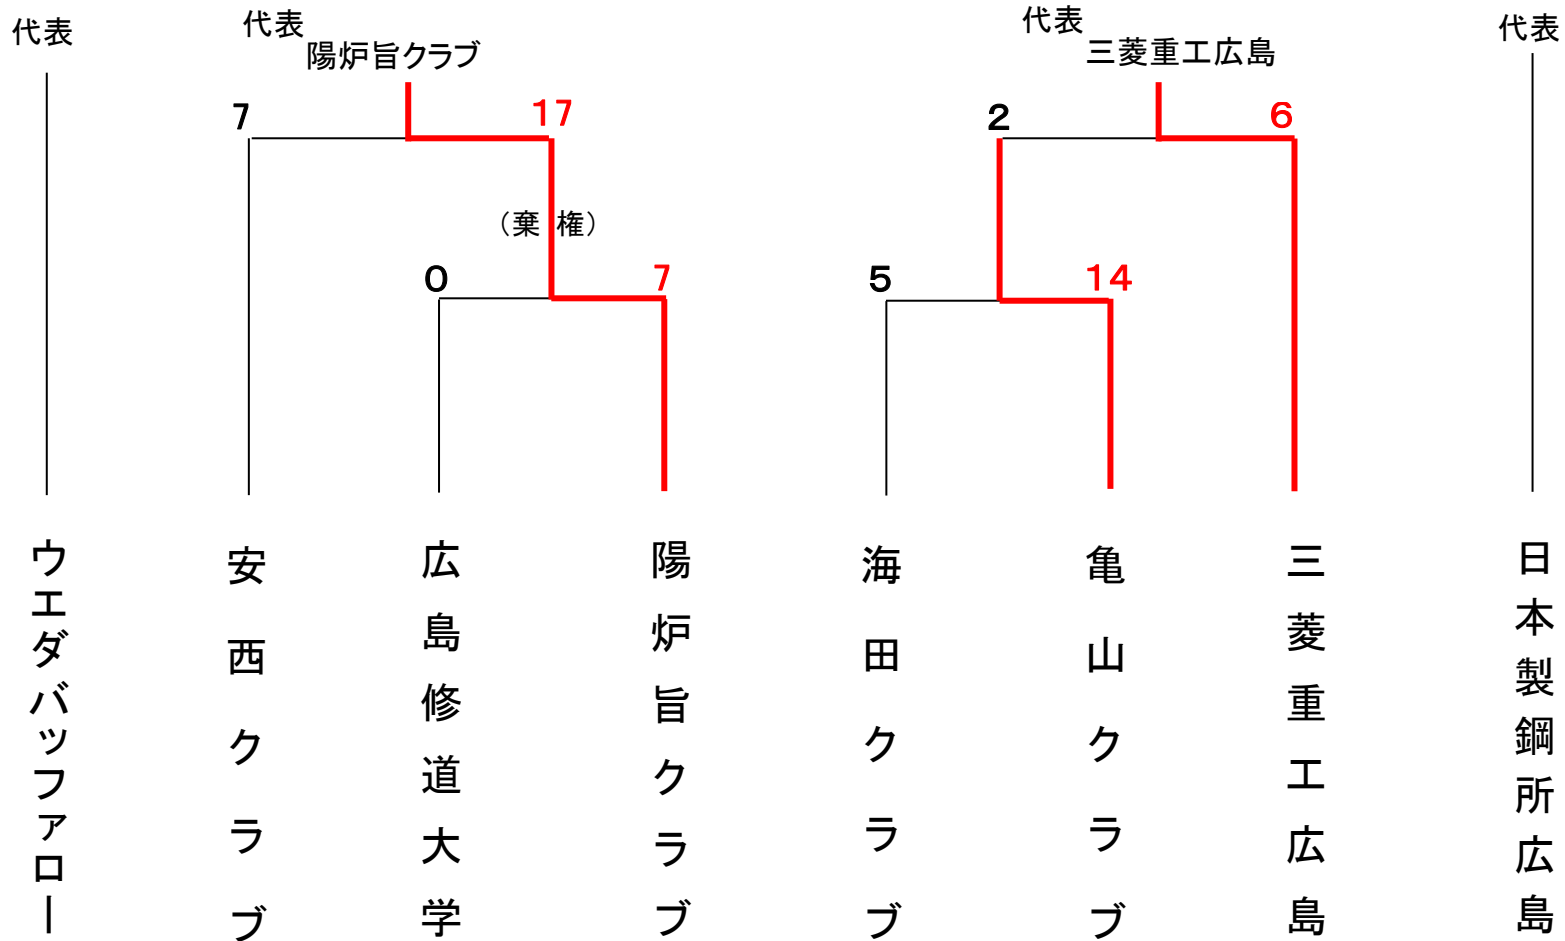 代表
代表
陽炉旨クラブ
代表
三菱重工広島
代表
7
17
2
6
（棄 権）
0
7
5
14
ウエダバッファロー
安西クラブ
広島修道大学
陽炉旨クラブ
海田クラブ
亀山クラブ
三菱重工広島
日本製鋼所広島